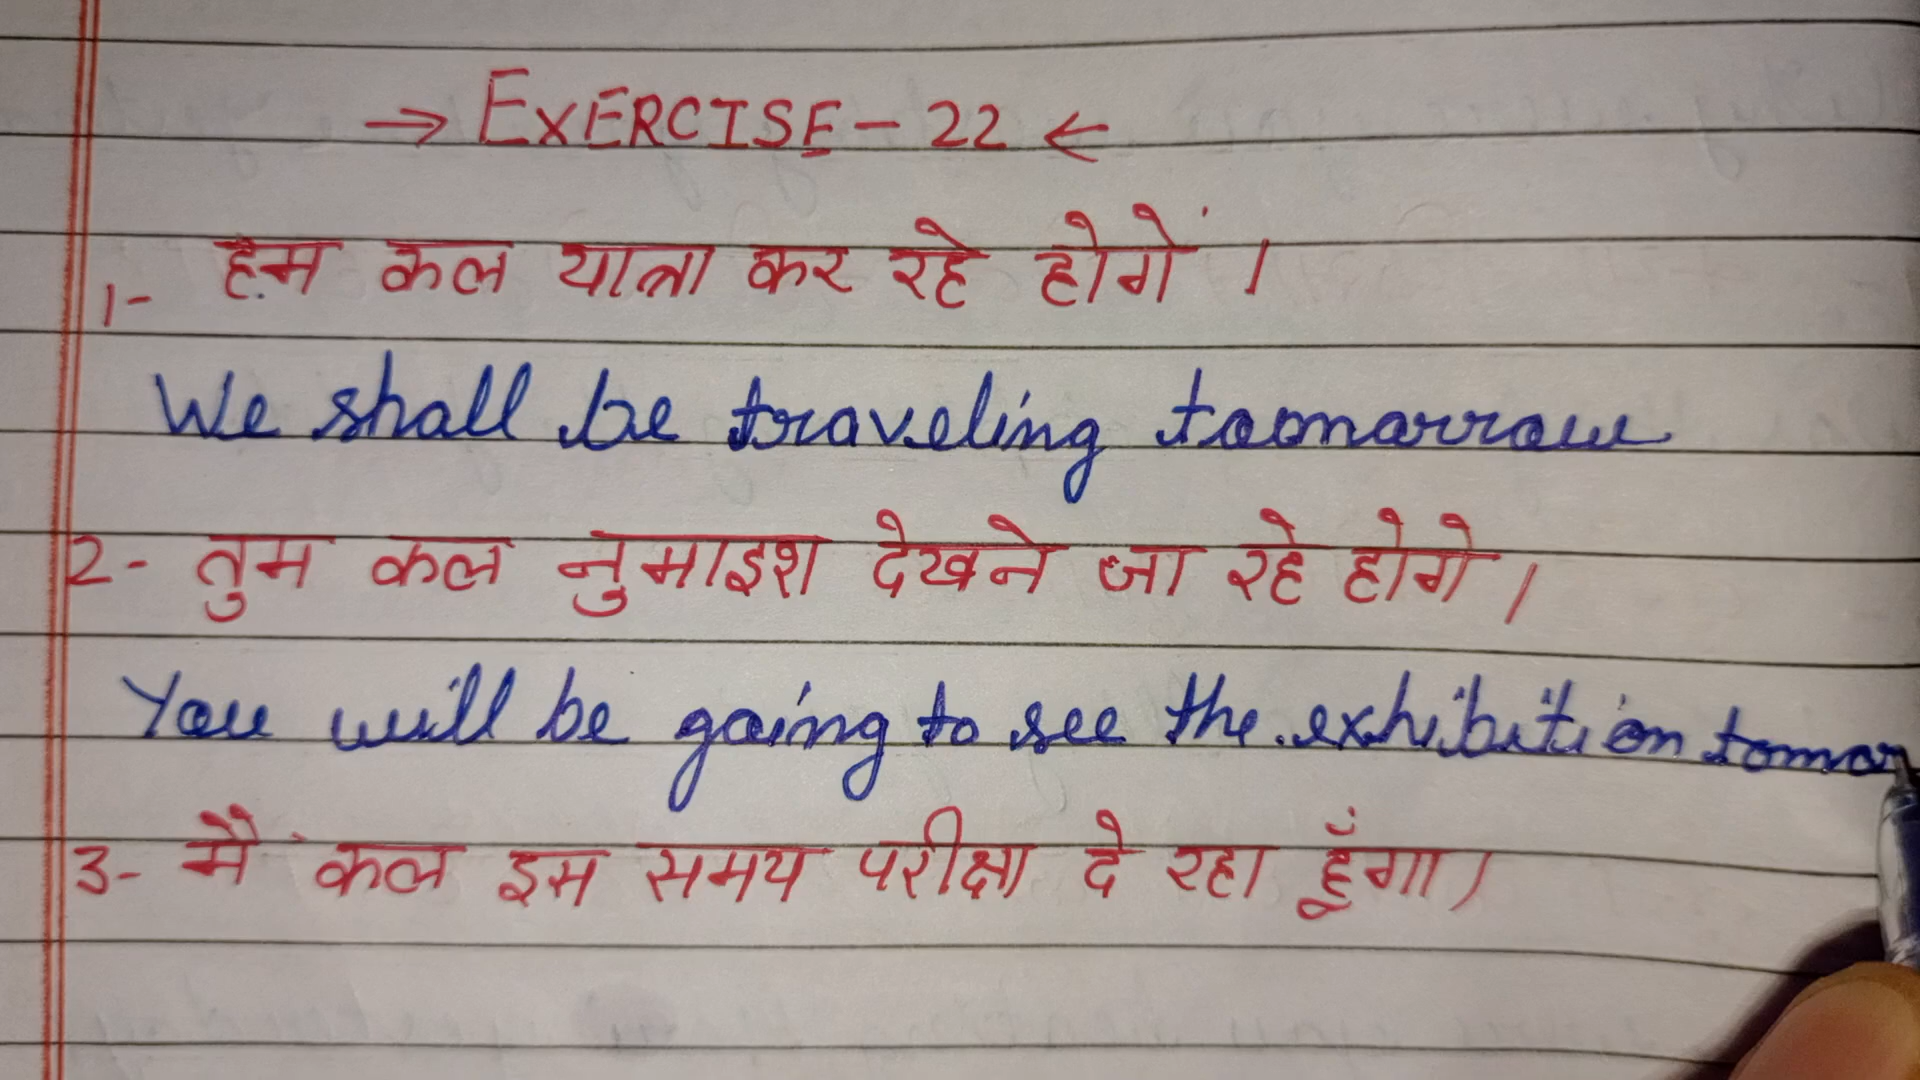 → EXERCISE - 22 ←
1- हम कल यात्रा कर रहे होगें ।
We shall be traveling toomorrow
2- तुम कल नुमाइश देखने जा रहे होगे ।
You will be going to see the exhibition tomor
3- मै कल इस समय परीक्षा दे रहा हूँगा ।